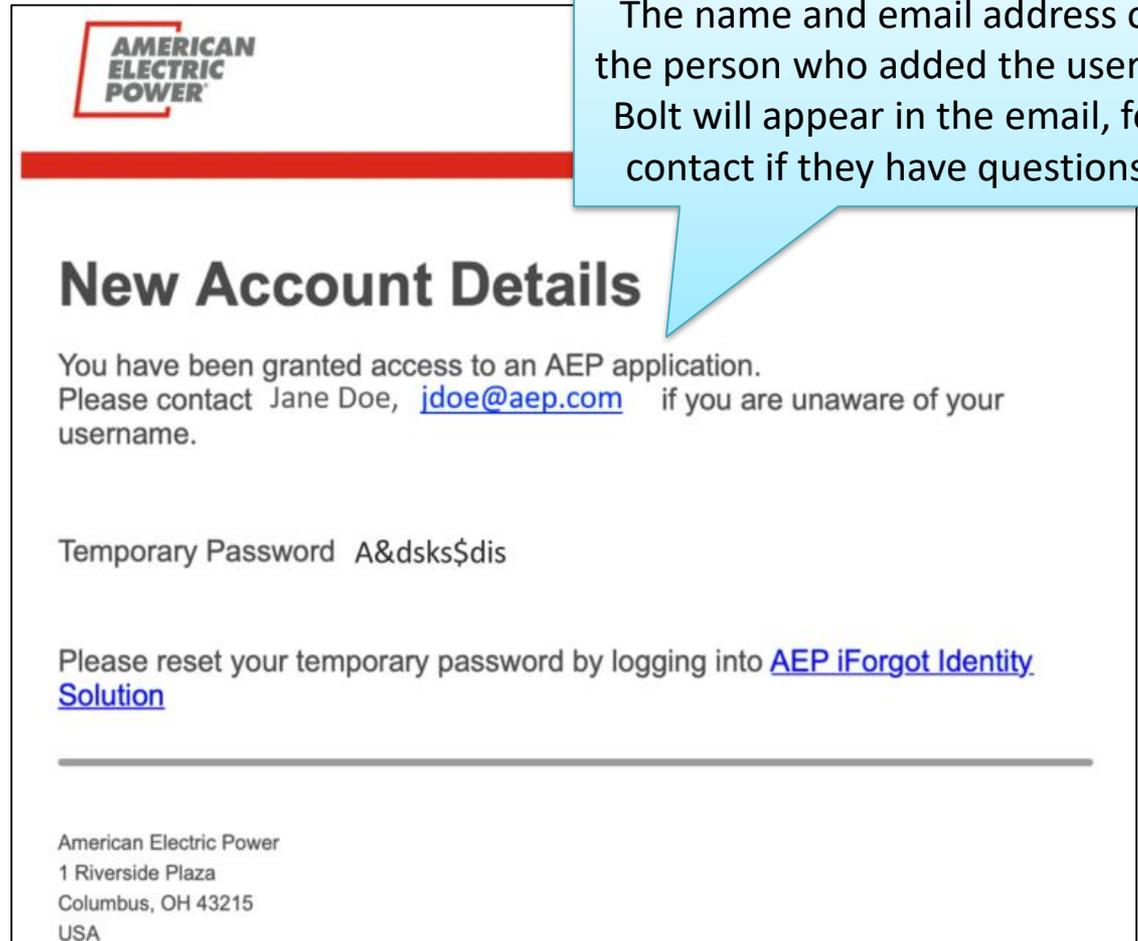 AMERICAN
ELECTRIC
POWER
The name and email address
the person who added the user
Bolt will appear in the email,
contact if they have questions
New Account Details
You have been granted access to an AEP application.
Please contact Jane Doe, jdoe@aep.com if you are unaware of your
username.
Temporary Password A&dsks$dis
Please reset your temporary password by logging into AEP iForgot Identity
Solution
American Electric Power
1 Riverside Plaza
Columbus, OH 43215
USA